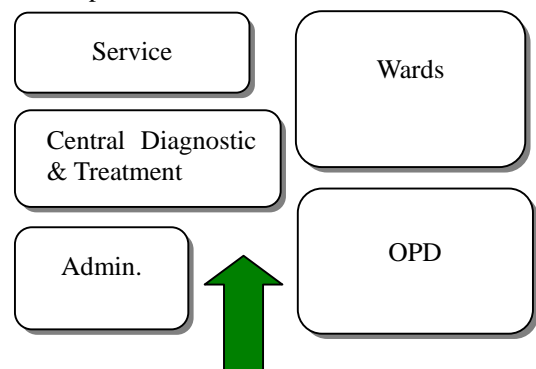 Service
Wards
Central Diagnostic
& Treatment
Admin.
OPD